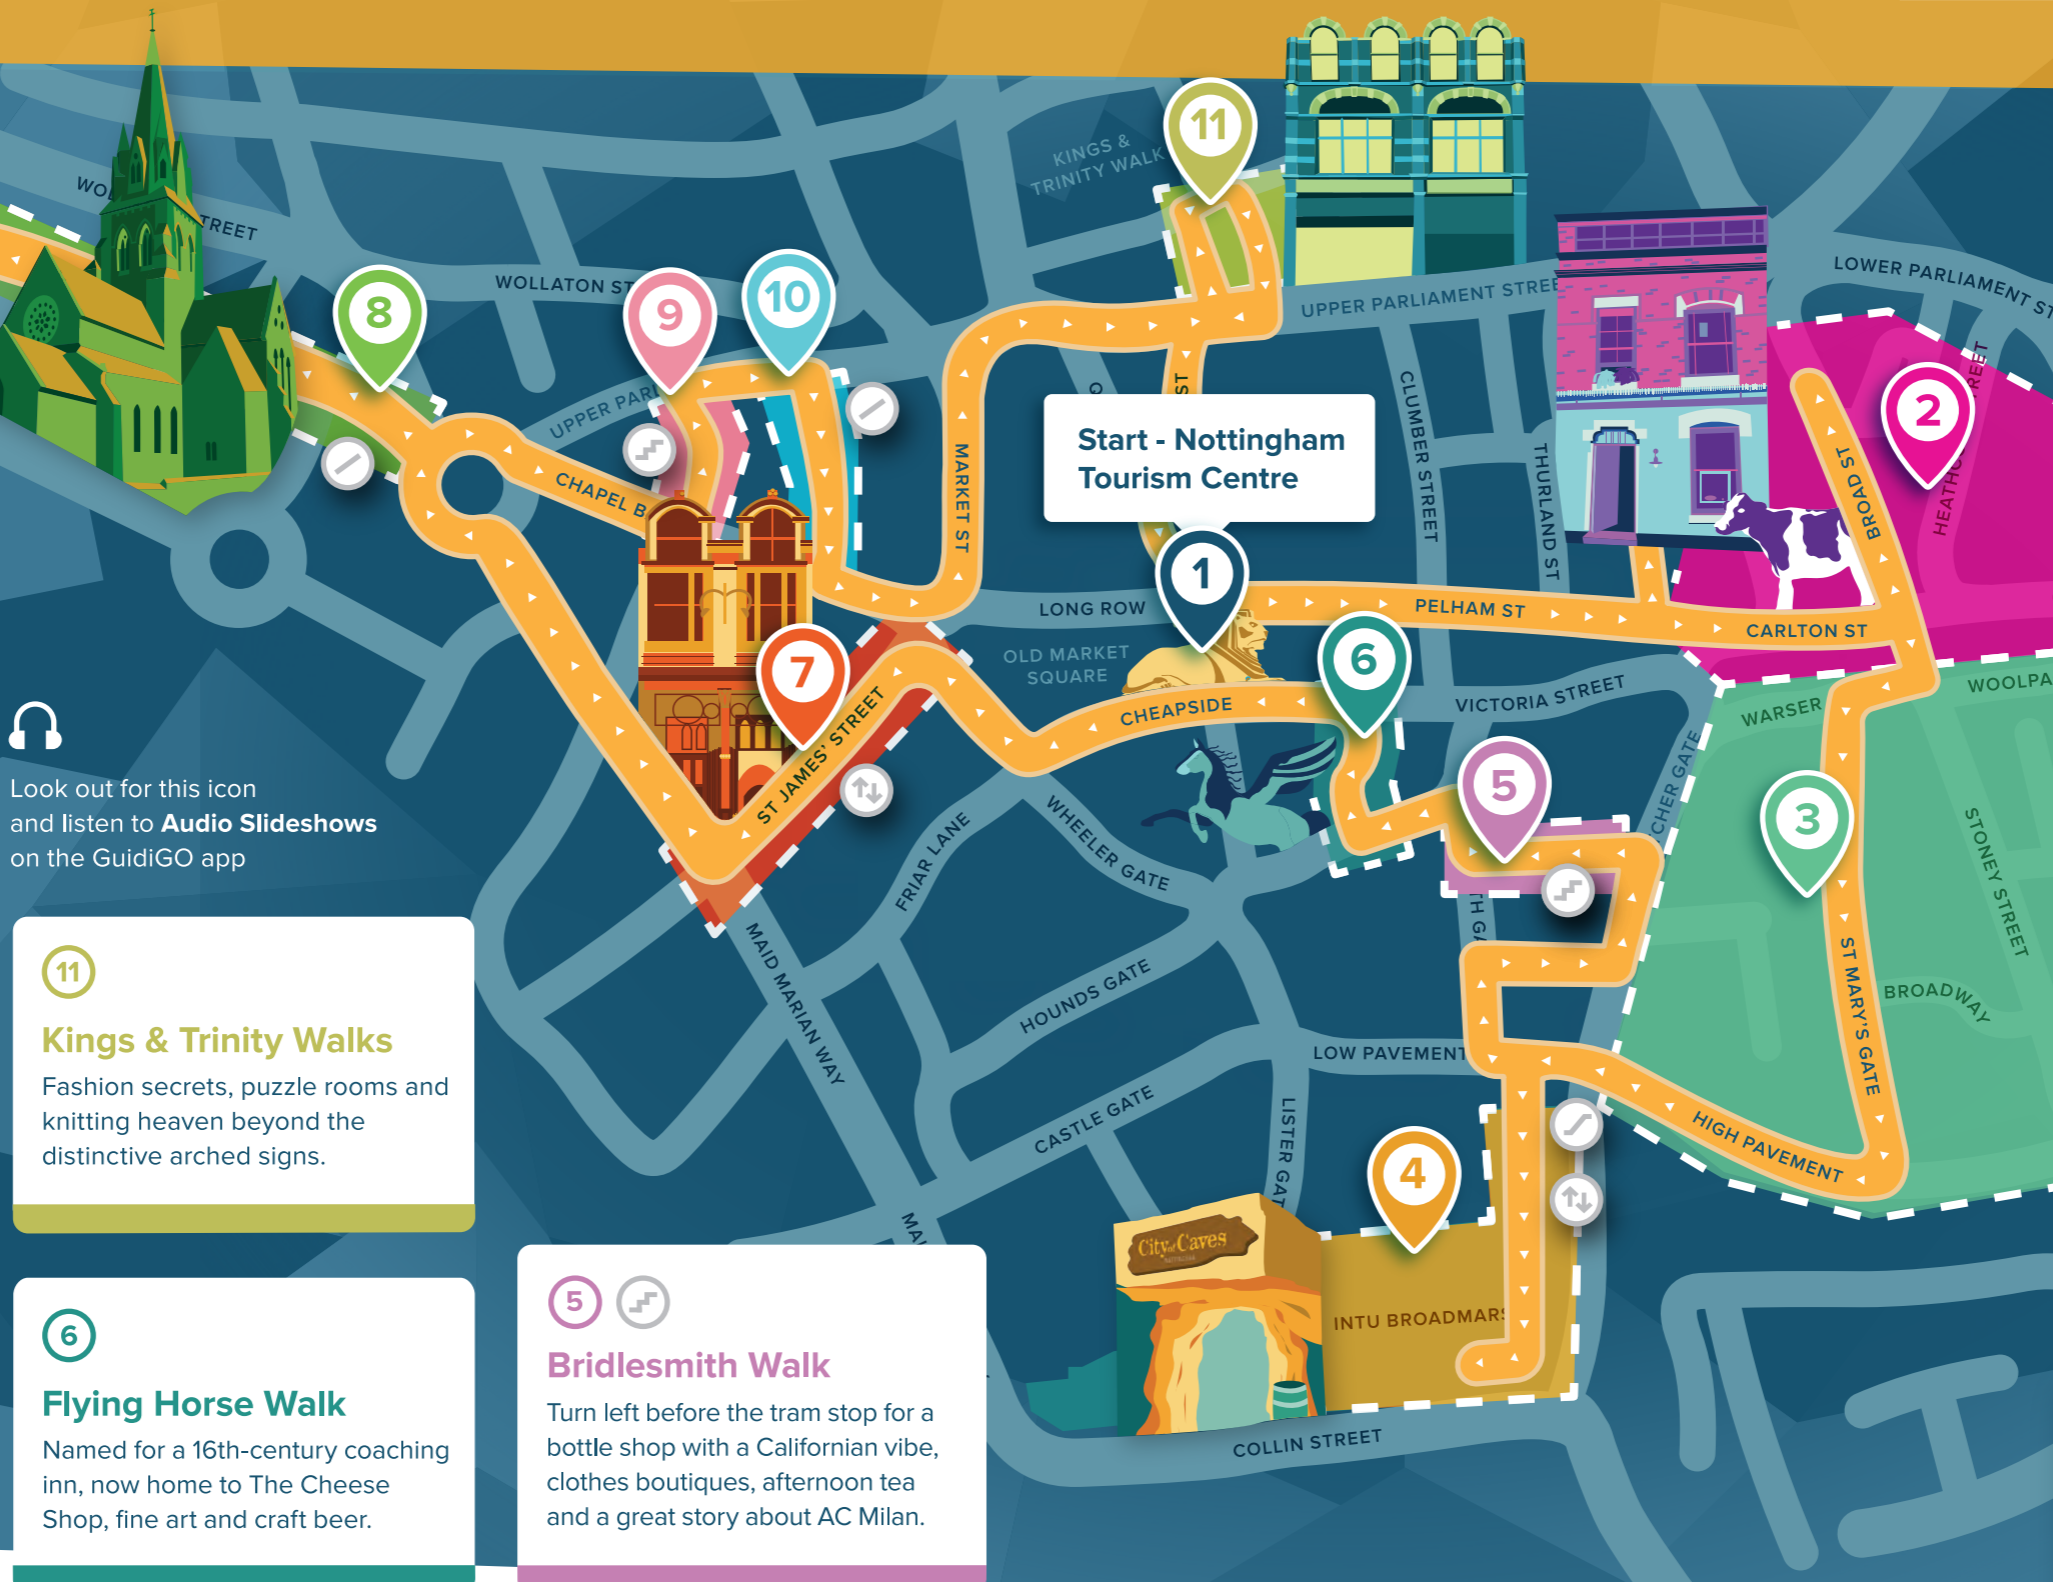 KINGS &
TRINITY WALK
11
STREET
WOLLATON ST
8
9
10
UPPER PARL
UPPER PARLIAMENT STREE
LOWER PARLIAMENT ST
2
ST
Start - Nottingham
Tourism Centre
CLUMBER STREET
THURLAND ST
BROAD ST
MARKET ST
CHAPEL B
1
LONG ROW
PELHAM ST
CARLTON ST
OLD MARKET
SQUARE
6
7
CHEAPSIDE
VICTORIA STREET
WARSER
WOOLPA
ST JAMES' STREET
5
3
STONEY STREET
FRIAR LANE
WHEELER GATE
MAID MARIAN WAY
HOUNDS GATE
ST MARY'S GATE
BROADWAY
LOW PAVEMENT
HIGH PAVEMENT
CASTLE GATE
LISTER GAT
4
City of Caves
INTU BROADMARS
COLLIN STREET
Look out for this icon
and listen to Audio Slideshows
on the GuidiGO app
11
Kings & Trinity Walks
Fashion secrets, puzzle rooms and
knitting heaven beyond the
distinctive arched signs.
6
Flying Horse Walk
Named for a 16th-century coaching
inn, now home to The Cheese
Shop, fine art and craft beer.
5
Bridlesmith Walk
Turn left before the tram stop for a
bottle shop with a Californian vibe,
clothes boutiques, afternoon tea
and a great story about AC Milan.